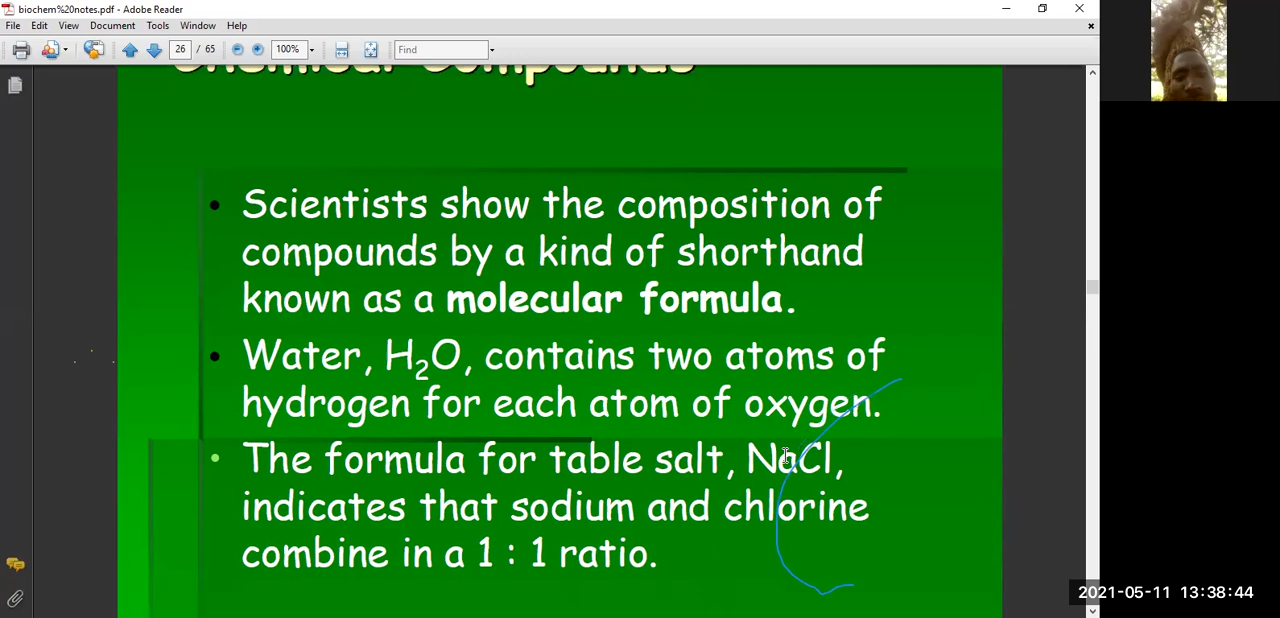 biochem%20notes.pdf - Adobe Reader
File Edit View Document Tools Window Help
26 / 65 100% Find
Chemical Compounds
Scientists show the composition of
compounds by a kind of shorthand
known as a molecular formula.
Water, H₂O, contains two atoms of
hydrogen for each atom of oxygen.
The formula for table salt, NaCl,
indicates that sodium and chlorine
combine in a 1 : 1 ratio.
2021-05-11 13:38:44